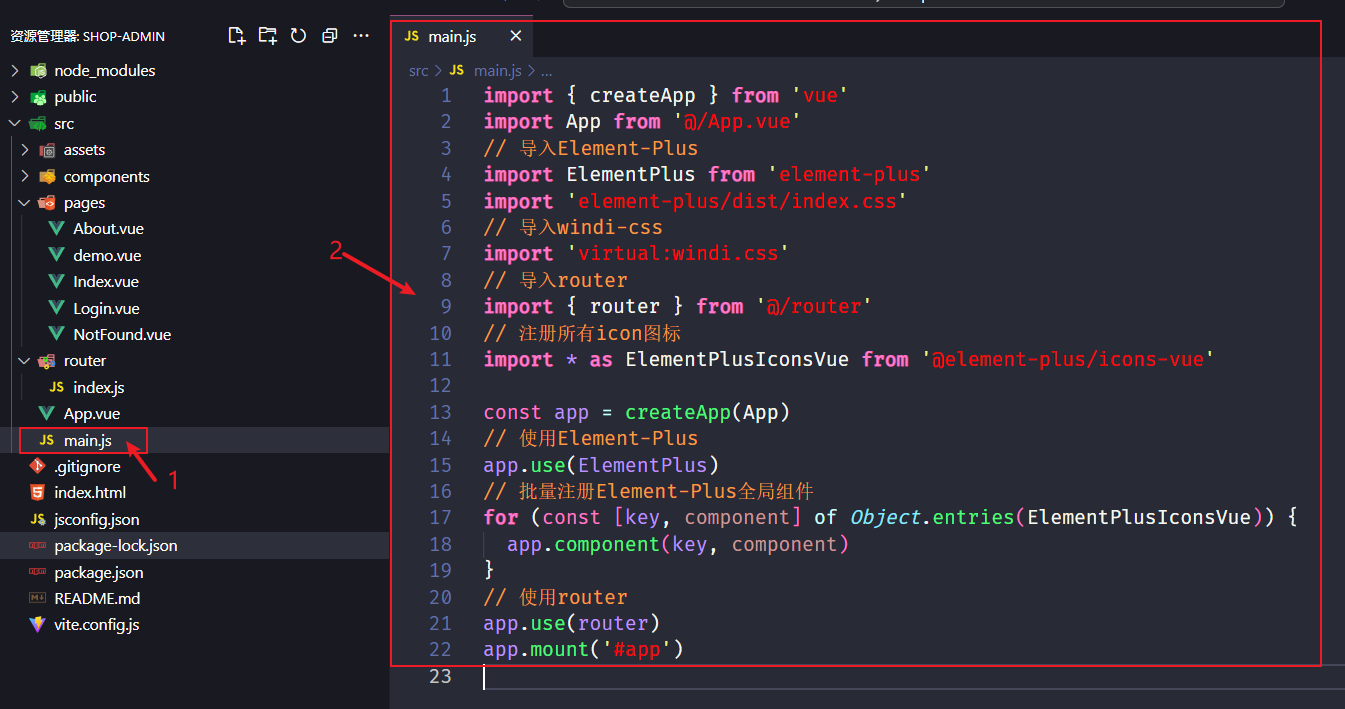 资源管理器: SHOP-ADMIN
node_modules
public
src
assets
components
pages
About.vue
demo.vue
Index.vue
Login.vue
NotFound.vue
router
JS index.js
App.vue
JS main.js
1
.gitignore
index.html
JS jsconfig.json
package-lock.json
package.json
README.md
vite.config.js
2
JS main.js
src > JS main.js > ...
1 import { createApp } from 'vue'
2 import App from '@/App.vue'
3 // 导入Element-Plus
4 import ElementPlus from 'element-plus'
5 import 'element-plus/dist/index.css'
6 // 导入windi-css
7 import 'virtual:windi.css'
8 // 导入router
9 import { router } from '@/router'
10 // 注册所有icon图标
11 import * as ElementPlusIconsVue from '@element-plus/icons-vue'
12
13 const app = createApp(App)
14 // 使用Element-Plus
15 app.use(ElementPlus)
16 // 批量注册Element-Plus全局组件
17 for (const [key, component] of Object.entries(ElementPlusIconsVue)) {
18 app.component(key, component)
19 }
20 // 使用router
21 app.use(router)
22 app.mount('#app')
23